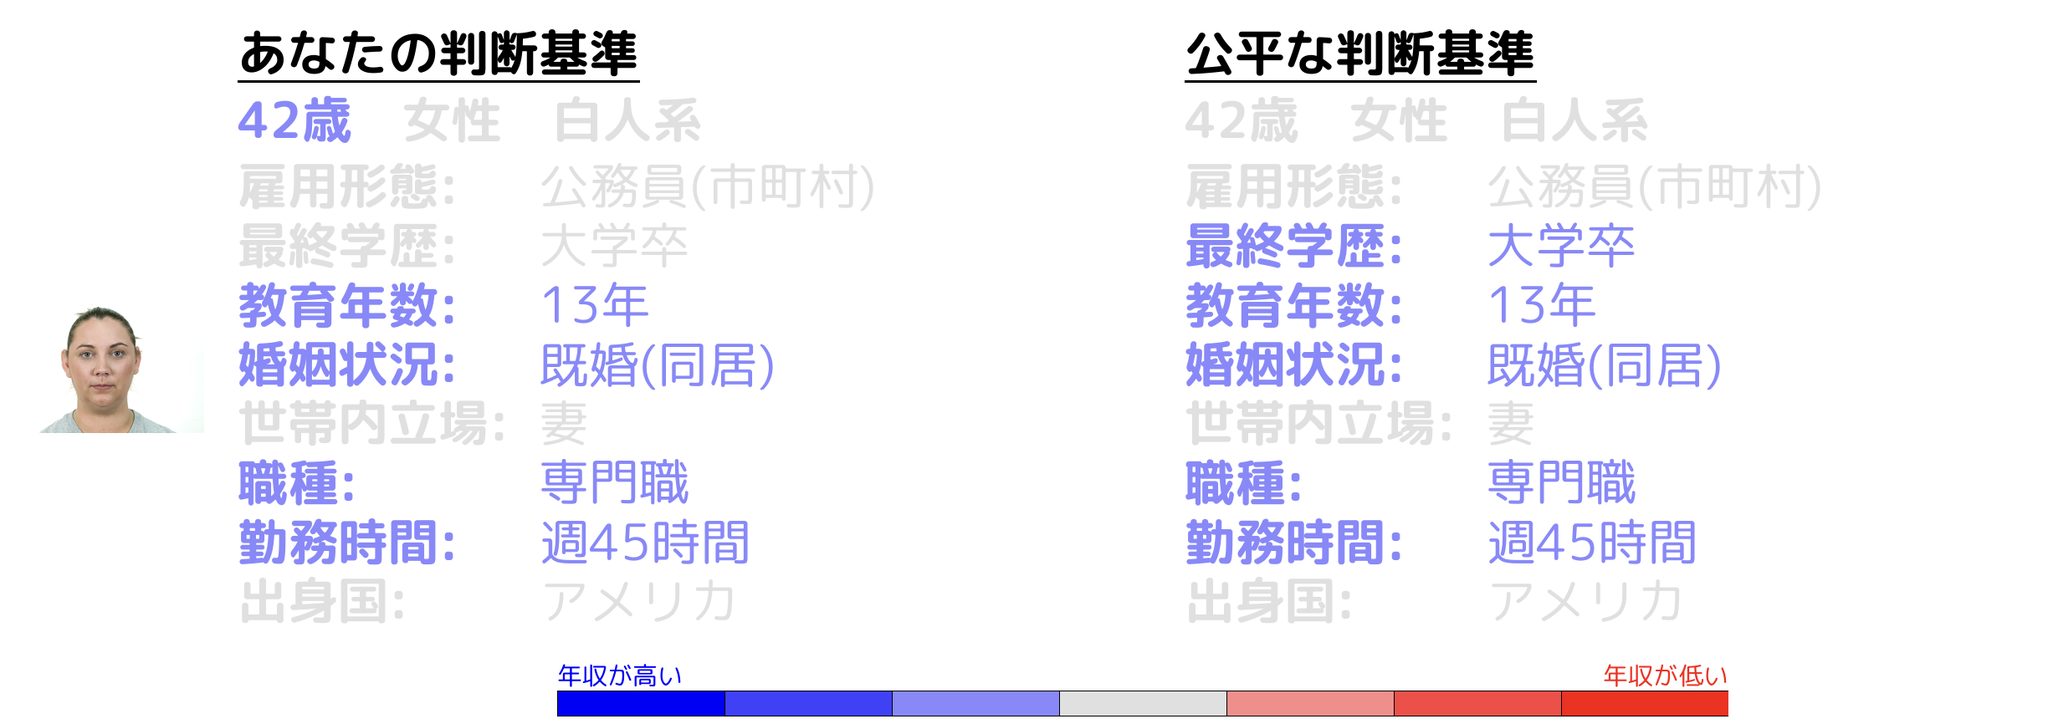 あなたの判断基準
42歳 女性 白人系
雇用形態: 公務員(市町村)
最終学歴: 大学卒
教育年数: 13年
婚姻状況: 既婚(同居)
世帯内立場: 妻
職種: 専門職
勤務時間: 週45時間
出身国: アメリカ
公平な判断基準
42歳 女性 白人系
雇用形態: 公務員(市町村)
最終学歴: 大学卒
教育年数: 13年
婚姻状況: 既婚(同居)
世帯内立場: 妻
職種: 専門職
勤務時間: 週45時間
出身国: アメリカ
年収が高い
年収が低い